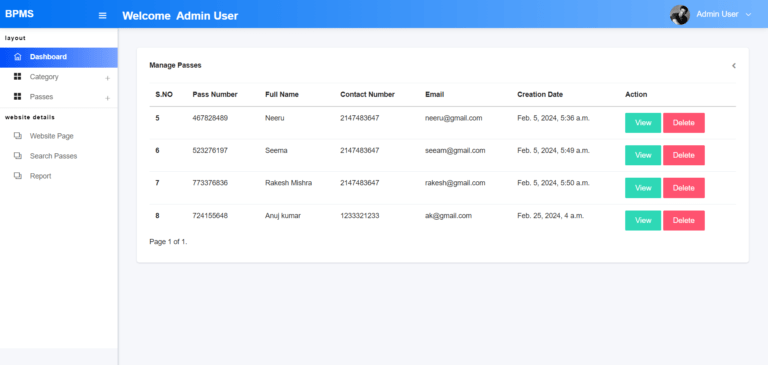 BPMS
Welcome Admin User
Admin User
layout
Dashboard
Category +
Passes +
website details
Website Page
Search Passes
Report
Manage Passes
S.NO Pass Number Full Name Contact Number Email Creation Date Action
5 467828489 Neeru 2147483647 neeru@gmail.com Feb. 5, 2024, 5:36 a.m. View Delete
6 523276197 Seema 2147483647 seeam@gmail.com Feb. 5, 2024, 5:49 a.m. View Delete
7 773376836 Rakesh Mishra 2147483647 rakesh@gmail.com Feb. 5, 2024, 5:50 a.m. View Delete
8 724155648 Anuj kumar 1233321233 ak@gmail.com Feb. 25, 2024, 4 a.m. View Delete
Page 1 of 1.